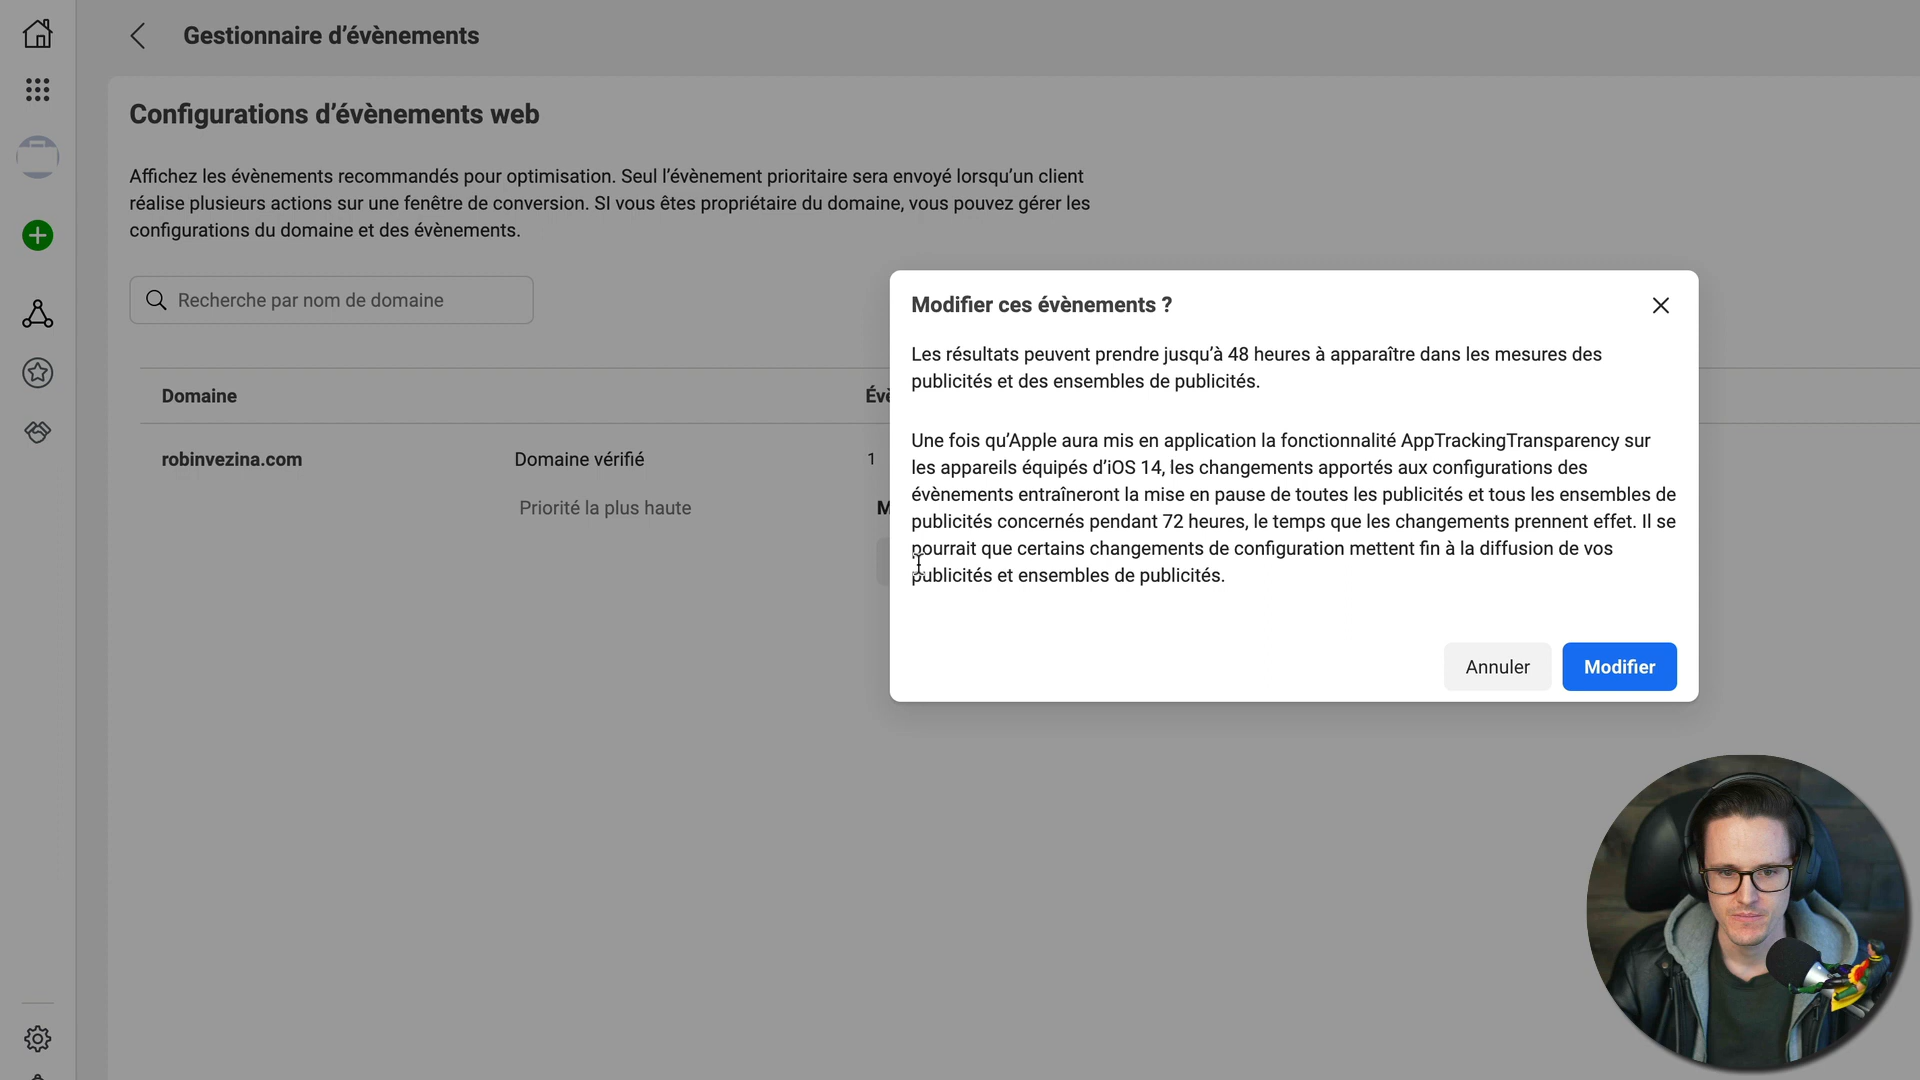 Gestionnaire d’évènements
Configurations d’évènements web
Affichez les évènements recommandés pour optimisation. Seul l’évènement prioritaire sera envoyé lorsqu’un client
réalise plusieurs actions sur une fenêtre de conversion. SI vous êtes propriétaire du domaine, vous pouvez gérer les
configurations du domaine et des évènements.
Recherche par nom de domaine
Domaine
robinvezina.com
Domaine vérifié
1
Priorité la plus haute
Modifier ces évènements ?
Les résultats peuvent prendre jusqu’à 48 heures à apparaître dans les mesures des
publicités et des ensembles de publicités.
Une fois qu’Apple aura mis en application la fonctionnalité AppTrackingTransparency sur
les appareils équipés d’iOS 14, les changements apportés aux configurations des
évènements entraîneront la mise en pause de toutes les publicités et tous les ensembles de
publicités concernés pendant 72 heures, le temps que les changements prennent effet. Il se
pourrait que certains changements de configuration mettent fin à la diffusion de vos
publicités et ensembles de publicités.
Annuler
Modifier